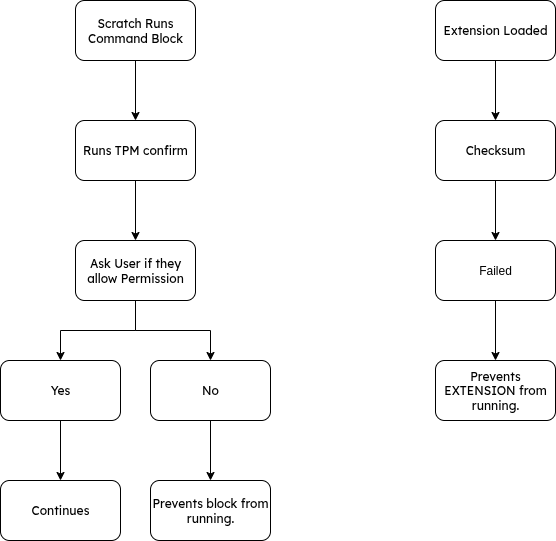 Scratch Runs
Command Block
Runs TPM confirm
Ask User if they
allow Permission
Yes
No
Continues
Prevents block from
running.
Extension Loaded
Checksum
Failed
Prevents
EXTENSION from
running.